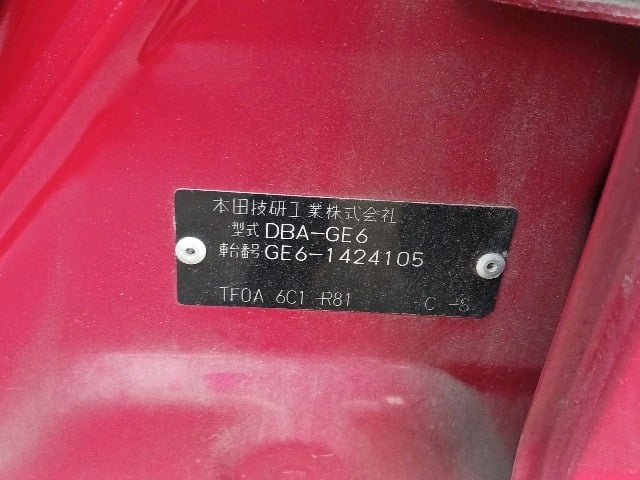 本田技研工業株式会社
型式 DBA-GE6
車台番号 GE6-1424105
TF0A 6C1 -R81 -C -S